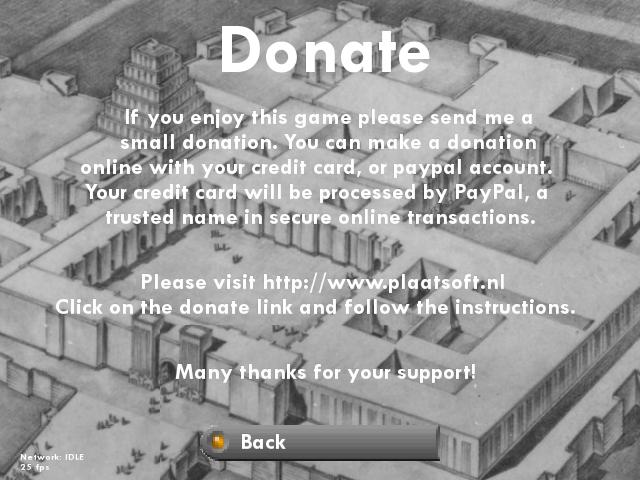 Donate
If you enjoy this game please send me a
small donation. You can make a donation
online with your credit card, or paypal account.
Your credit card will be processed by PayPal, a
trusted name in secure online transactions.
Please visit http://www.plaatsoft.nl
Click on the donate link and follow the instructions.
Many thanks for your support!
Back
Network: IDLE
25 fps